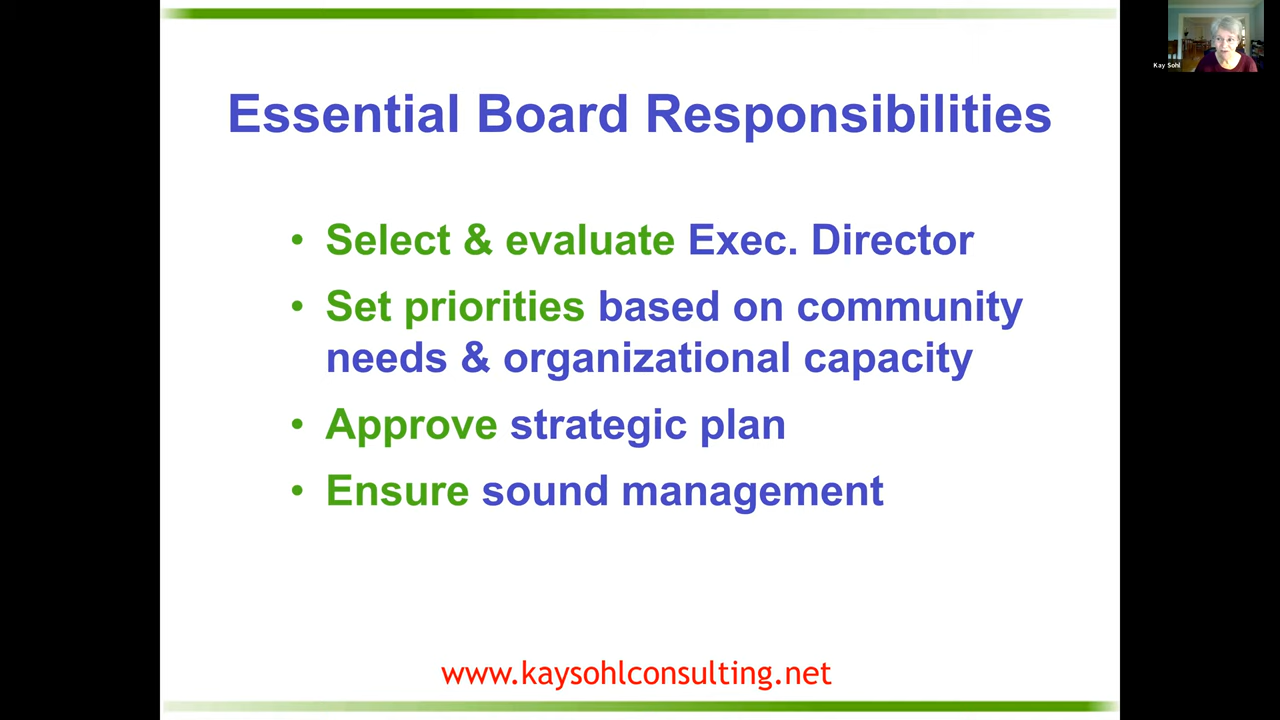 Essential Board Responsibilities
• Select & evaluate Exec. Director
• Set priorities based on community
needs & organizational capacity
• Approve strategic plan
• Ensure sound management
www.kaysohlconsulting.net
Kay Sohl